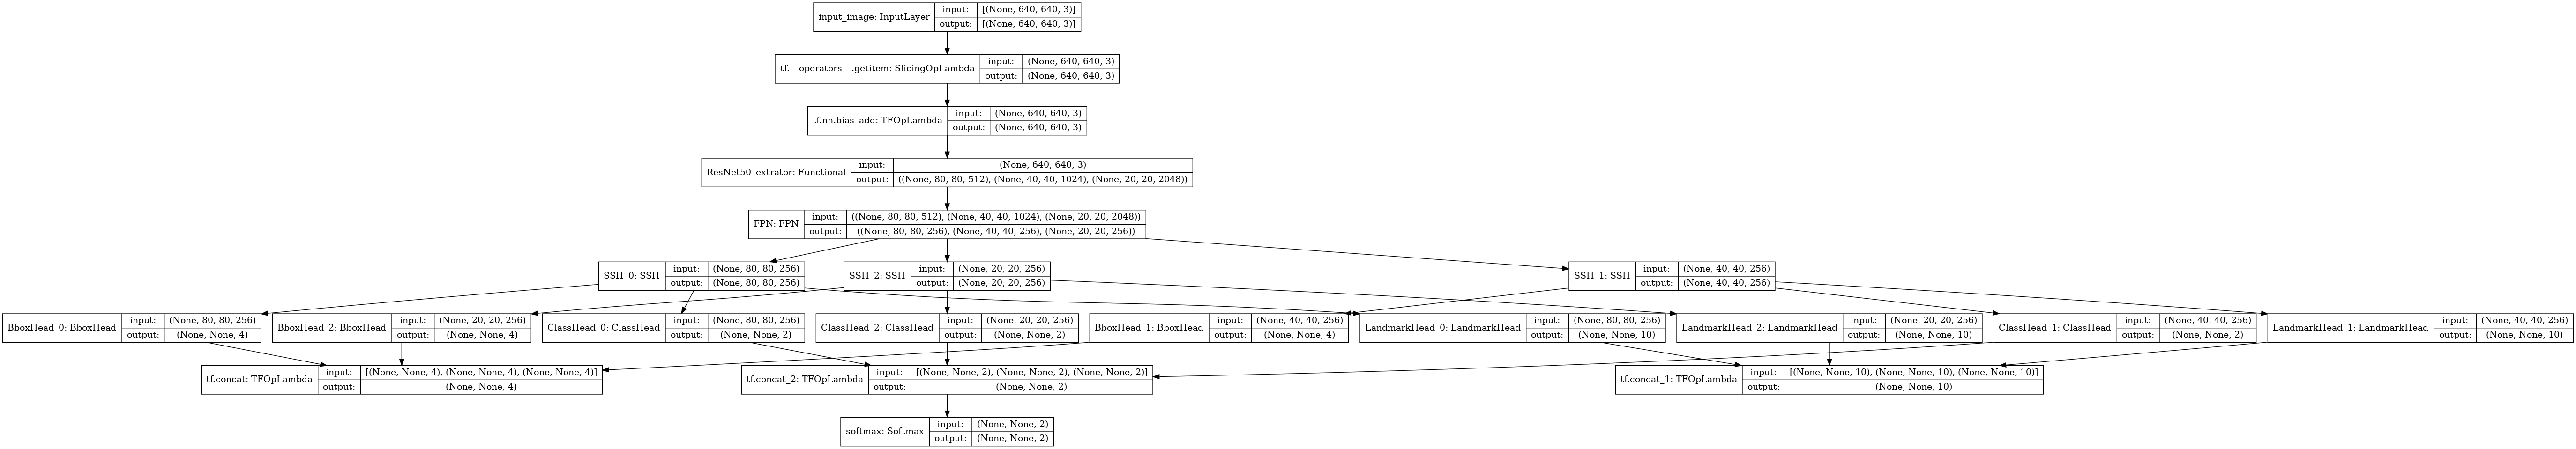 input_image: InputLayer
input: [(None, 640, 640, 3)]
output: [(None, 640, 640, 3)]
tf.__operators__.getitem: SlicingOpLambda
input: (None, 640, 640, 3)
output: (None, 640, 640, 3)
tf.nn.bias_add: TFOpLambda
input: (None, 640, 640, 3)
output: (None, 640, 640, 3)
ResNet50_extrator: Functional
input: (None, 640, 640, 3)
output: ((None, 80, 80, 512), (None, 40, 40, 1024), (None, 20, 20, 2048))
FPN: FPN
input: ((None, 80, 80, 512), (None, 40, 40, 1024), (None, 20, 20, 2048))
output: ((None, 80, 80, 256), (None, 40, 40, 256), (None, 20, 20, 256))
SSH_0: SSH
input: (None, 80, 80, 256)
output: (None, 80, 80, 256)
SSH_2: SSH
input: (None, 20, 20, 256)
output: (None, 20, 20, 256)
SSH_1: SSH
input: (None, 40, 40, 256)
output: (None, 40, 40, 256)
BboxHead_0: BboxHead
input: (None, 80, 80, 256)
output: (None, None, 4)
BboxHead_2: BboxHead
input: (None, 20, 20, 256)
output: (None, None, 4)
ClassHead_0: ClassHead
input: (None, 80, 80, 256)
output: (None, None, 2)
ClassHead_2: ClassHead
input: (None, 20, 20, 256)
output: (None, None, 2)
BboxHead_1: BboxHead
input: (None, 40, 40, 256)
output: (None, None, 4)
LandmarkHead_0: LandmarkHead
input: (None, 80, 80, 256)
output: (None, None, 10)
LandmarkHead_2: LandmarkHead
input: (None, 20, 20, 256)
output: (None, None, 10)
ClassHead_1: ClassHead
input: (None, 40, 40, 256)
output: (None, None, 2)
LandmarkHead_1: LandmarkHead
input: (None, 40, 40, 256)
output: (None, None, 10)
tf.concat: TFOpLambda
input: [(None, None, 4), (None, None, 4), (None, None, 4)]
output: (None, None, 4)
tf.concat_2: TFOpLambda
input: [(None, None, 2), (None, None, 2), (None, None, 2)]
output: (None, None, 2)
tf.concat_1: TFOpLambda
input: [(None, None, 10), (None, None, 10), (None, None, 10)]
output: (None, None, 10)
softmax: Softmax
input: (None, None, 2)
output: (None, None, 2)